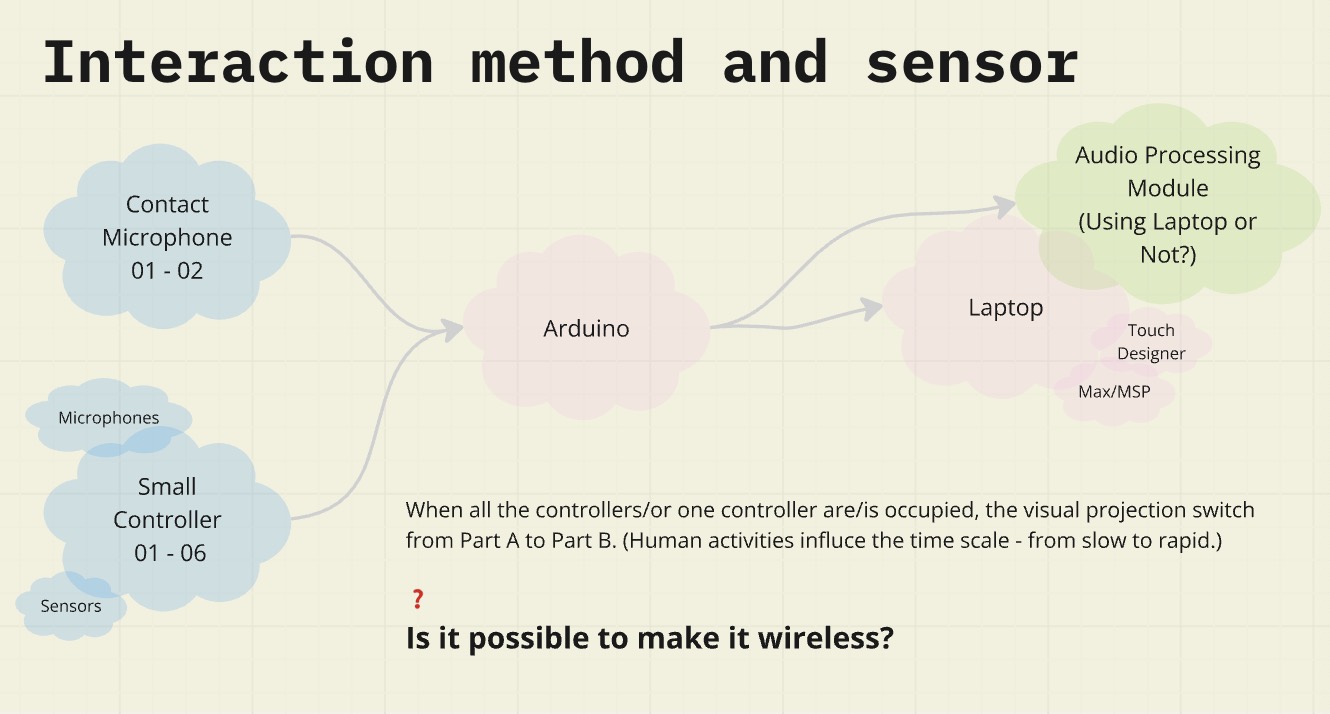 Interaction method and sensor
Contact
Microphone
01 - 02
Microphones
Small
Controller
01 - 06
Sensors
Arduino
Laptop
Audio Processing
Module
(Using Laptop or
Not?)
Touch
Designer
Max/MSP
When all the controllers/or one controller are/is occupied, the visual projection switch
from Part A to Part B. (Human activities influce the time scale - from slow to rapid.)
?
Is it possible to make it wireless?